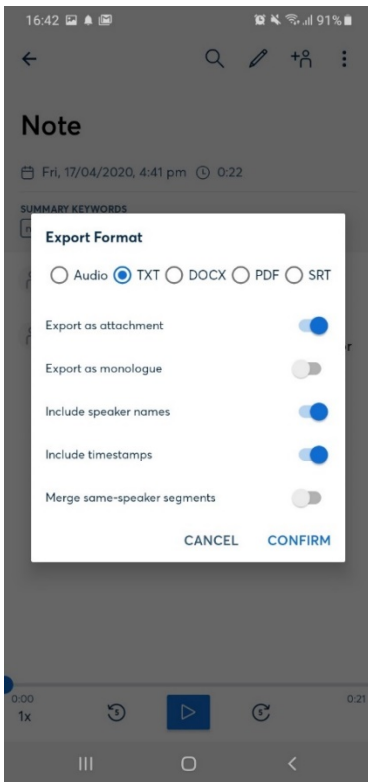 16:42 91%
Note
Fri, 17/04/2020, 4:41 pm 0:22
SUMMARY KEYWORDS
Export Format
Audio TXT DOCX PDF SRT
Export as attachment
Export as monologue
Include speaker names
Include timestamps
Merge same-speaker segments
CANCEL CONFIRM
0:00 0:21
1x 5 5